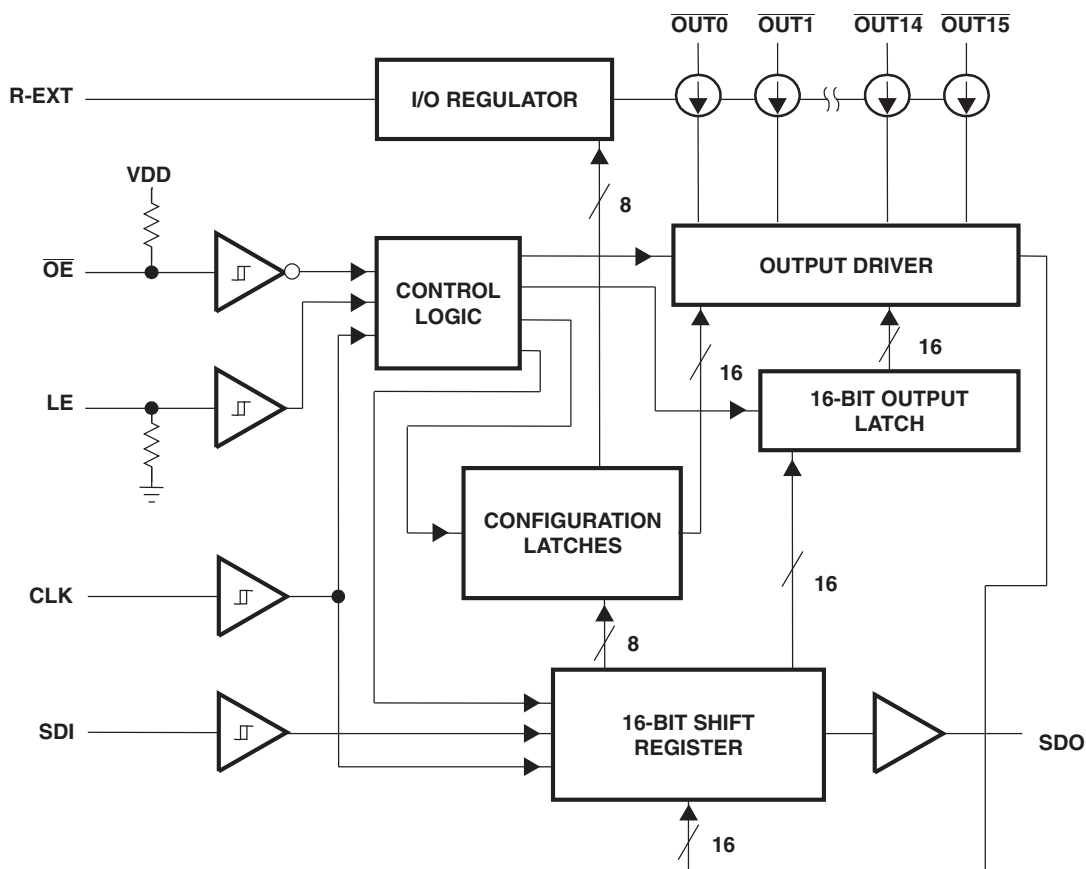 OUT0 OUT1 OUT14 OUT15
R-EXT
I/O REGULATOR
VDD
8
OE
CONTROL
LOGIC
OUTPUT DRIVER
16
16
LE
16-BIT OUTPUT
LATCH
CONFIGURATION
LATCHES
16
CLK
8
SDI
16-BIT SHIFT
REGISTER
SDO
16